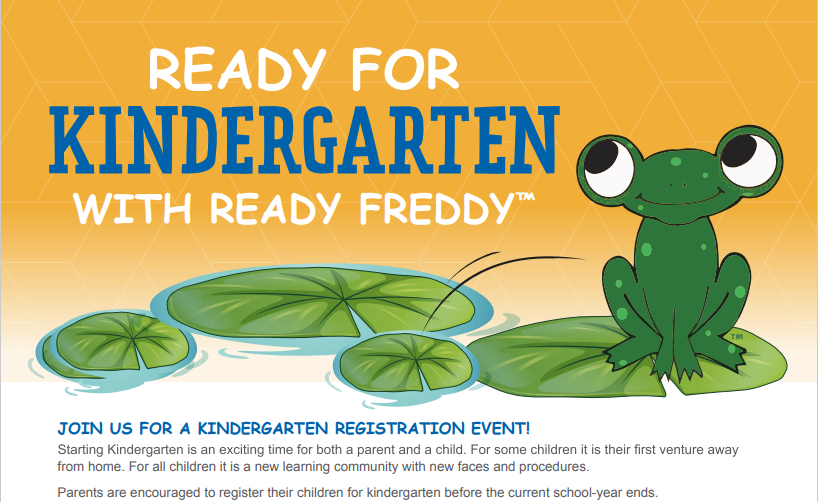 READY FOR
KINDERGARTEN
WITH READY FREDDY™
TM
JOIN US FOR A KINDERGARTEN REGISTRATION EVENT!
Starting Kindergarten is an exciting time for both a parent and a child. For some children it is their first venture away
from home. For all children it is a new learning community with new faces and procedures.
Parents are encouraged to register their children for kindergarten before the current school-year ends.